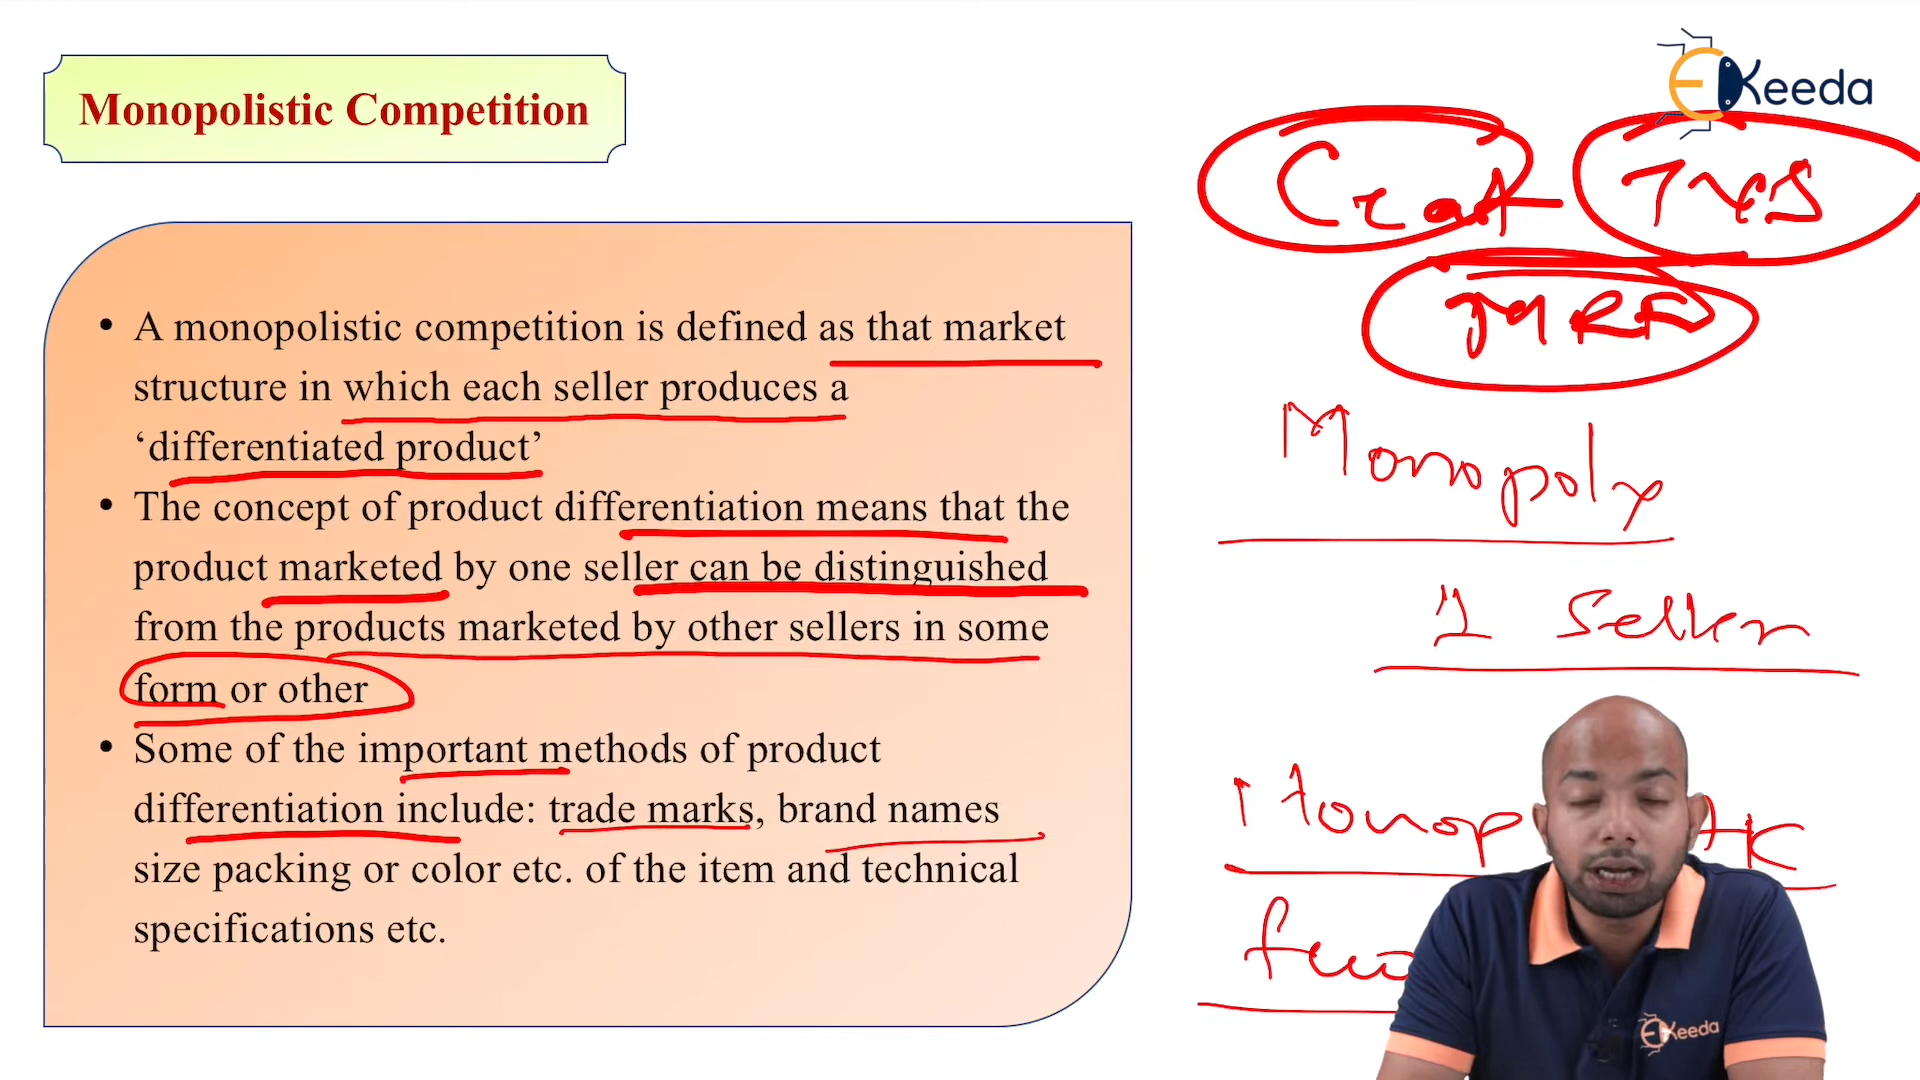 Monopolistic Competition
EKeeda
• A monopolistic competition is defined as that market
structure in which each seller produces a
‘differentiated product’
• The concept of product differentiation means that the
product marketed by one seller can be distinguished
from the products marketed by other sellers in some
form or other
• Some of the important methods of product
differentiation include: trade marks, brand names
size packing or color etc. of the item and technical
specifications etc.
MRF
Monopoly
1 Seller
EKeeda